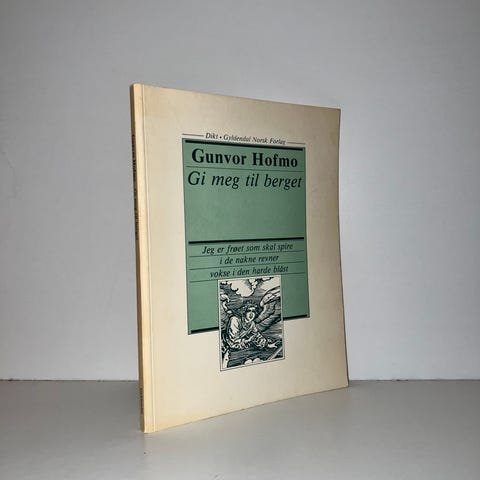 Dikt • Gyldendal Norsk Forlag
Gunvor Hofmo
Gi meg til berget
Jeg er frøet som skal spire
i de nakne revner
vokse i den harde blåst